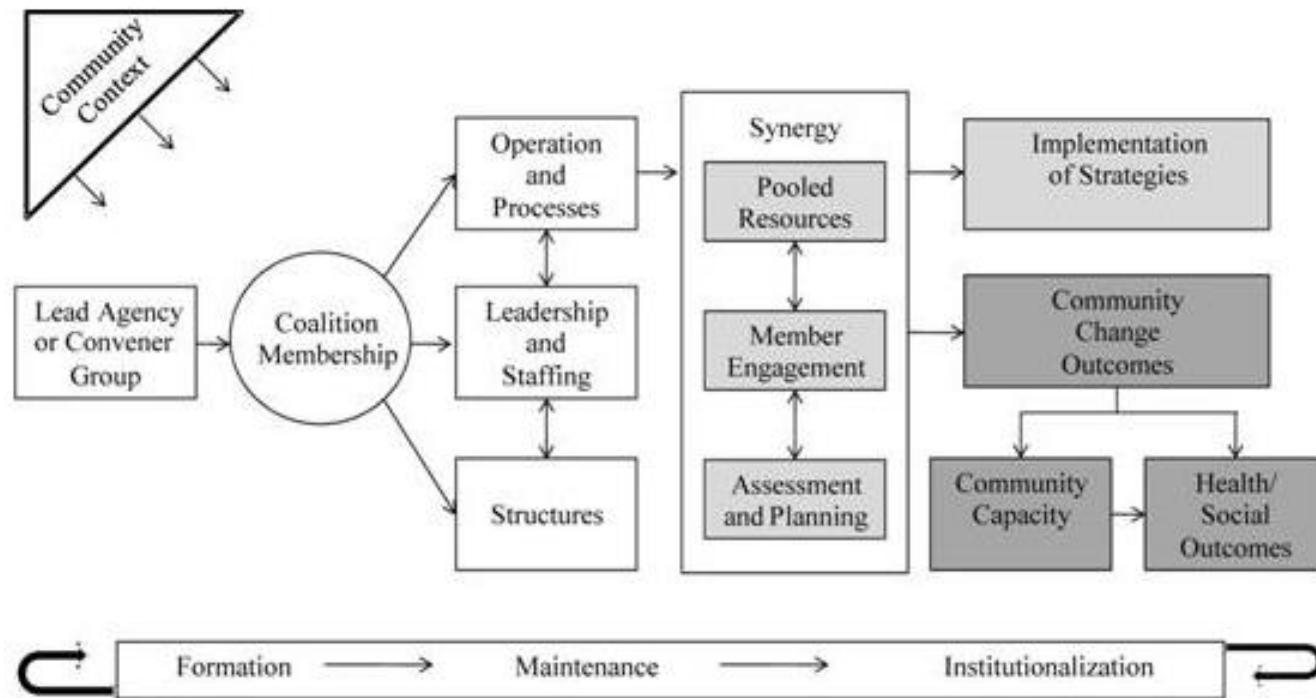 Community
Context
Lead Agency
or Convener
Group
Coalition
Membership
Operation
and
Processes
Leadership
and
Staffing
Structures
Synergy
Pooled
Resources
Member
Engagement
Assessment
and Planning
Implementation
of Strategies
Community
Change
Outcomes
Community
Capacity
Health/
Social
Outcomes
Formation Maintenance Institutionalization